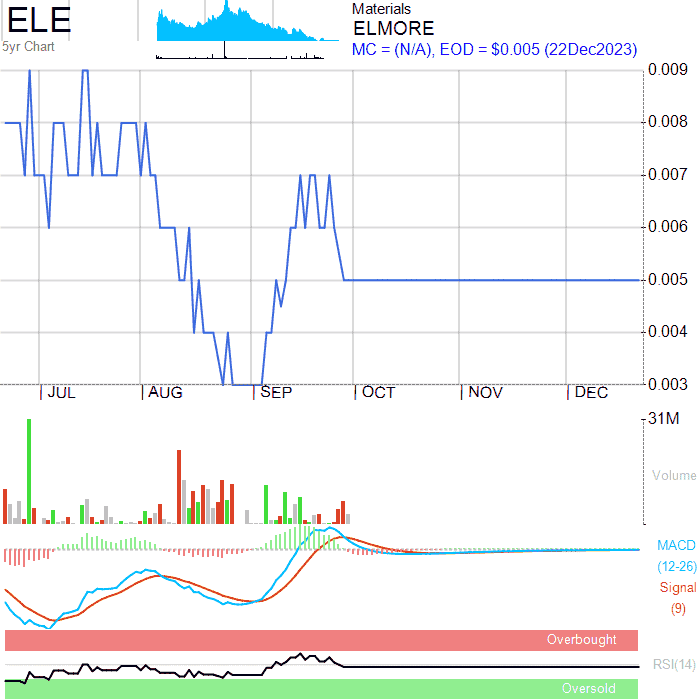 ELE
5yr Chart
Materials
ELMORE
MC = (N/A), EOD = $0.005 (22Dec2023)
0.009
0.008
0.007
0.006
0.005
0.004
0.003
JUL AUG SEP OCT NOV DEC
31M
Volume
MACD
(12-26)
Signal
(9)
Overbought
RSI(14)
Oversold